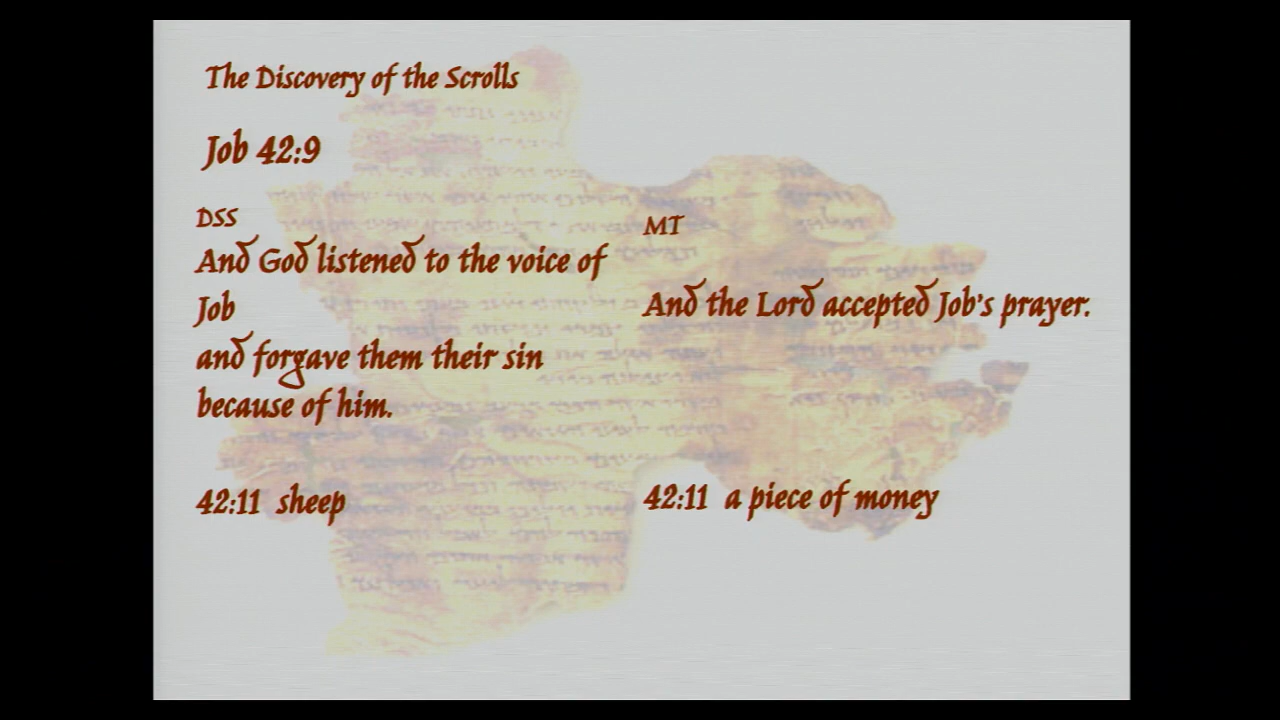 The Discovery of the Scrolls
Job 42:9
DSS
And God listened to the voice of
Job
and forgave them their sin
because of him.
42:11 sheep
MT
And the Lord accepted Job's prayer.
42:11 a piece of money